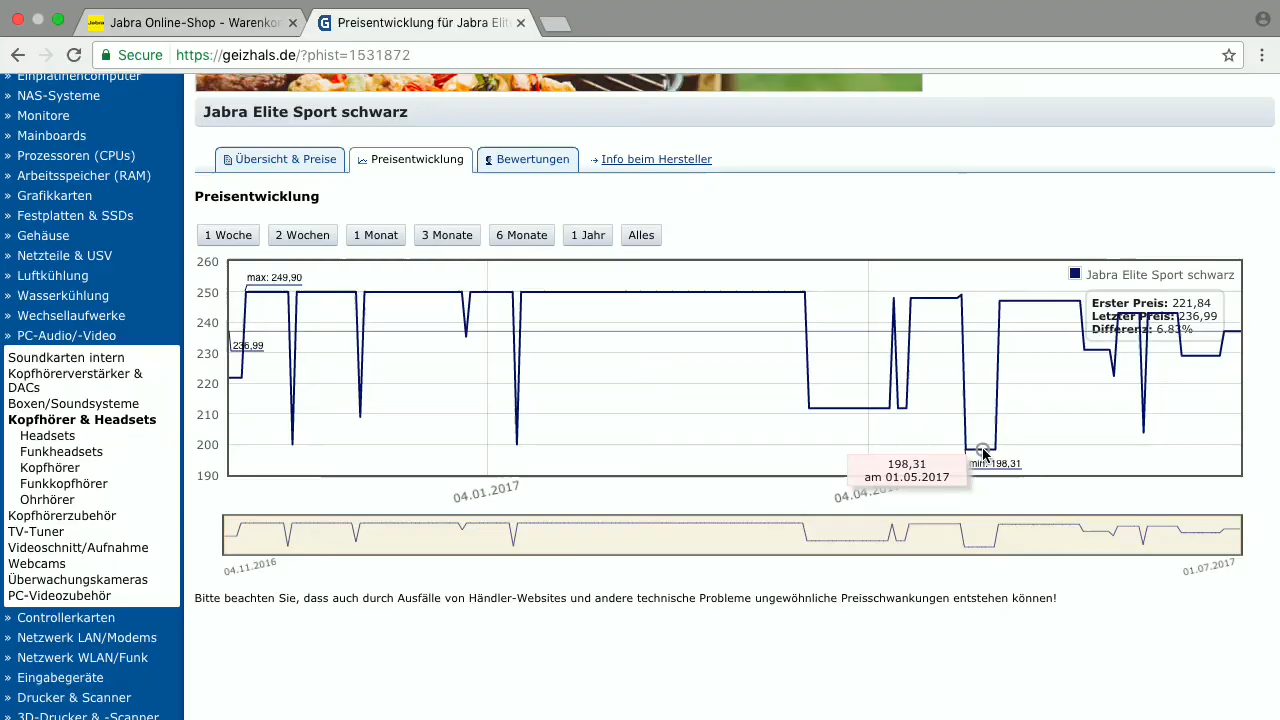 Jabra Online-Shop - Warenkor
Preisentwicklung für Jabra Elit
Secure https://geizhals.de/?phist=1531872
» Einplatinencomputer
» NAS-Systeme
» Monitore
» Mainboards
» Prozessoren (CPUs)
» Arbeitsspeicher (RAM)
» Grafikkarten
» Festplatten & SSDs
» Gehäuse
» Netzteile & USV
» Luftkühlung
» Wasserkühlung
» Wechsellaufwerke
» PC-Audio/-Video
Soundkarten intern
Kopfhörerverstärker &
DACs
Boxen/Soundsysteme
Kopfhörer & Headsets
Headsets
Funkheadsets
Kopfhörer
Funkkopfhörer
Ohrhörer
Kopfhörerzubehör
TV-Tuner
Videoschnitt/Aufnahme
Webcams
Überwachungskameras
PC-Videozubehör
» Controllerkarten
» Netzwerk LAN/Modems
» Netzwerk WLAN/Funk
» Eingabegeräte
» Drucker & Scanner
» 3D-Drucker & -Scanner
Jabra Elite Sport schwarz
Übersicht & Preise
Preisentwicklung
Bewertungen
Info beim Hersteller
Preisentwicklung
1 Woche
2 Wochen
1 Monat
3 Monate
6 Monate
1 Jahr
Alles
260
250
240
230
220
210
200
190
max: 249,90
236,99
Jabra Elite Sport schwarz
Erster Preis: 221,84
Letzter Preis: 236,99
Differenz: 6.83%
min: 198,31
198,31
am 01.05.2017
04.01.2017
04.04.20
04.11.2016
01.07.2017
Bitte beachten Sie, dass auch durch Ausfälle von Händler-Websites und andere technische Probleme ungewöhnliche Preisschwankungen entstehen können!